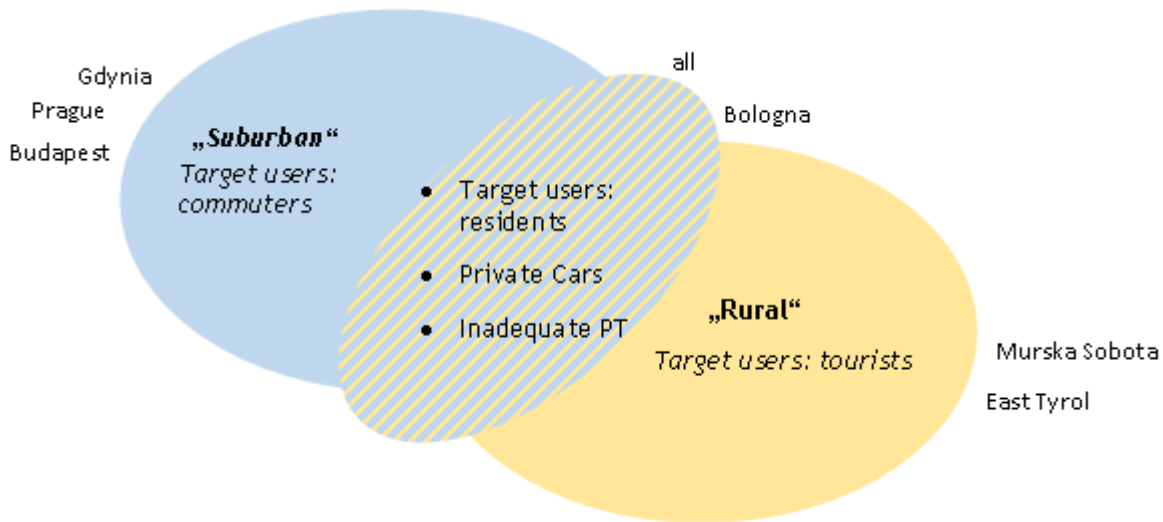 Gdynia
Prague
Budapest
all
Bologna
„Suburban“
Target users:
commuters
• Target users:
residents
• Private Cars
• Inadequate PT
„Rural“
Target users: tourists
Murska Sobota
East Tyrol